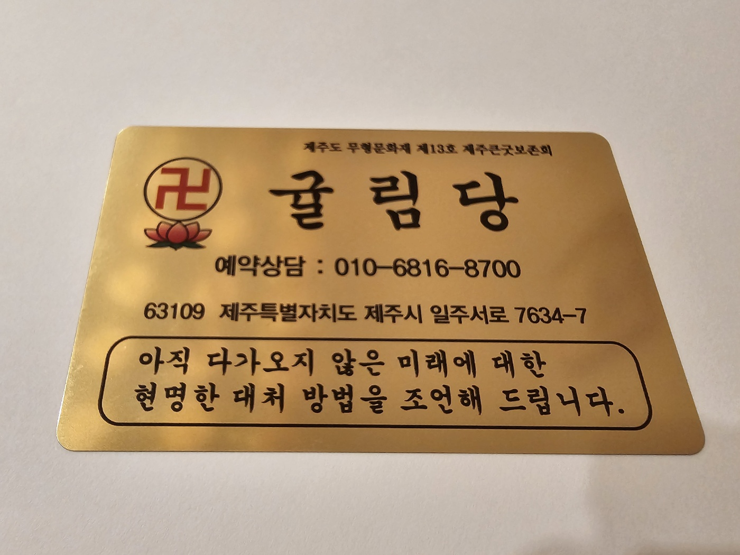 제주도 무형문화재 제13호 제주큰굿보존회
卍
귤림당
예약상담 : 010-6816-8700
63109 제주특별자치도 제주시 일주서로 7634-7
아직 다가오지 않은 미래에 대한
현명한 대처 방법을 조언해 드립니다.